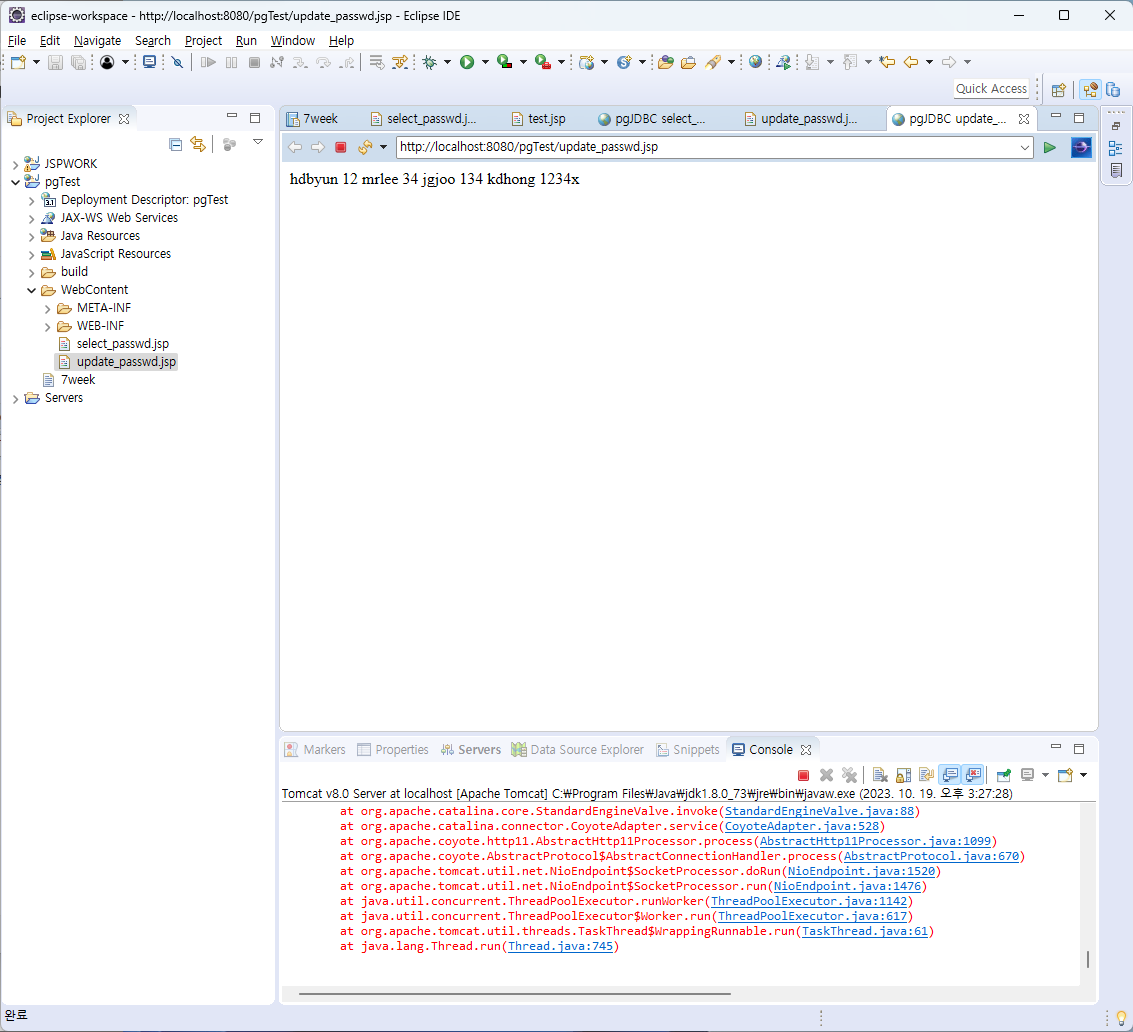 eclipse-workspace - http://localhost:8080/pgTest/update_passwd.jsp - Eclipse IDE
File Edit Navigate Search Project Run Window Help
Quick Access
Project Explorer
JSPWORK
pgTest
Deployment Descriptor: pgTest
JAX-WS Web Services
Java Resources
JavaScript Resources
build
WebContent
META-INF
WEB-INF
select_passwd.jsp
update_passwd.jsp
7week
Servers
7week select_passwd.j... test.jsp pgJDBC select_... update_passwd.j... pgJDBC update_...
http://localhost:8080/pgTest/update_passwd.jsp
hdbyun 12 mrlee 34 jgjoo 134 kdhong 1234x
Markers Properties Servers Data Source Explorer Snippets Console
Tomcat v8.0 Server at localhost [Apache Tomcat] C:₩Program Files₩Java₩jdk1.8.0_73₩jre₩bin₩javaw.exe (2023. 10. 19. 오후 3:27:28)
at org.apache.catalina.core.StandardEngineValve.invoke(StandardEngineValve.java:88)
at org.apache.catalina.connector.CoyoteAdapter.service(CoyoteAdapter.java:528)
at org.apache.coyote.http11.AbstractHttp11Processor.process(AbstractHttp11Processor.java:1099)
at org.apache.coyote.AbstractProtocol$AbstractConnectionHandler.process(AbstractProtocol.java:670)
at org.apache.tomcat.util.net.NioEndpoint$SocketProcessor.doRun(NioEndpoint.java:1520)
at org.apache.tomcat.util.net.NioEndpoint$SocketProcessor.run(NioEndpoint.java:1476)
at java.util.concurrent.ThreadPoolExecutor.runWorker(ThreadPoolExecutor.java:1142)
at java.util.concurrent.ThreadPoolExecutor$Worker.run(ThreadPoolExecutor.java:617)
at org.apache.tomcat.util.threads.TaskThread$WrappingRunnable.run(TaskThread.java:61)
at java.lang.Thread.run(Thread.java:745)
완료